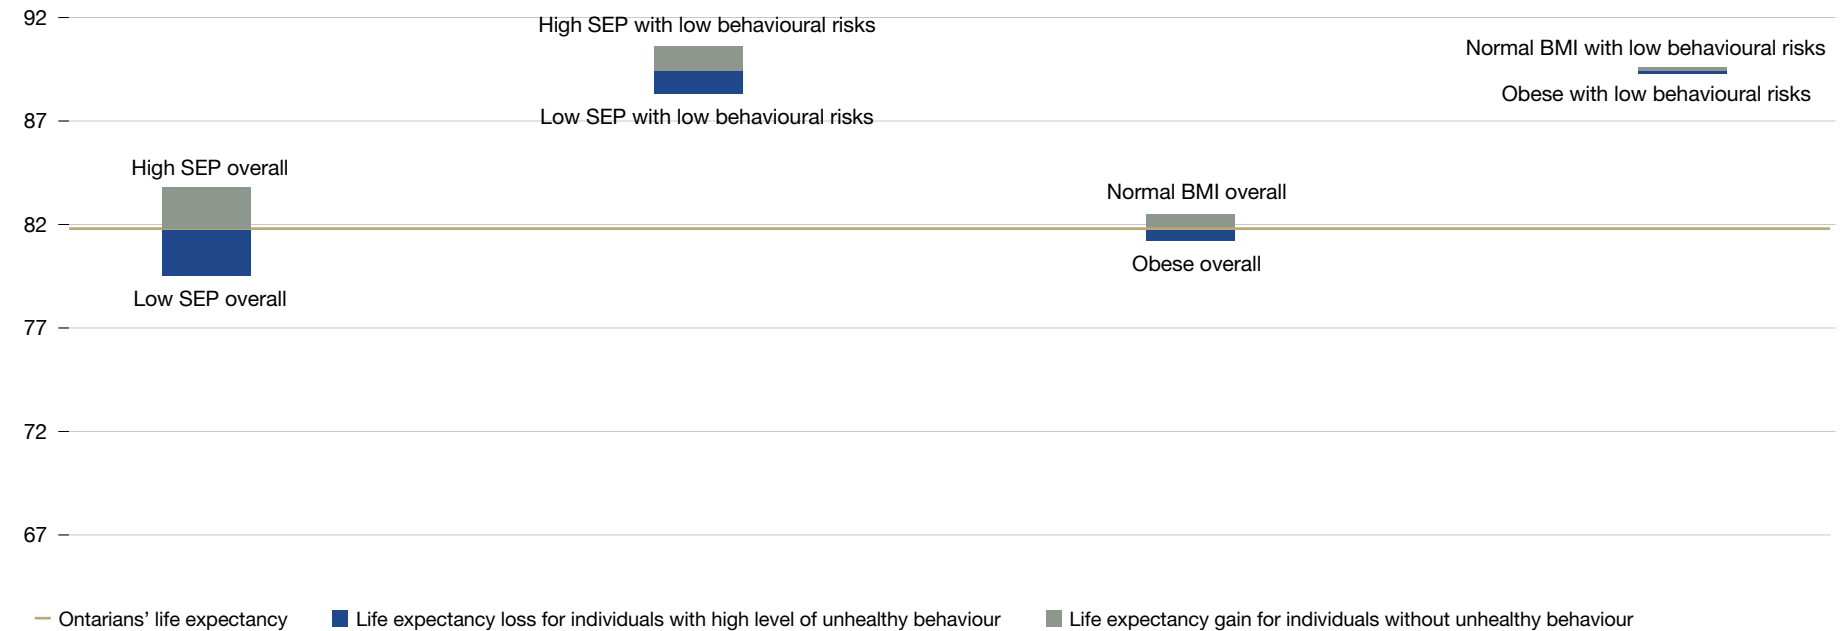 92
High SEP with low behavioural risks
Normal BMI with low behavioural risks
Obese with low behavioural risks
Low SEP with low behavioural risks
87
High SEP overall
Normal BMI overall
82
Obese overall
Low SEP overall
77
72
67
Ontarians’ life expectancy
Life expectancy loss for individuals with high level of unhealthy behaviour
Life expectancy gain for individuals without unhealthy behaviour